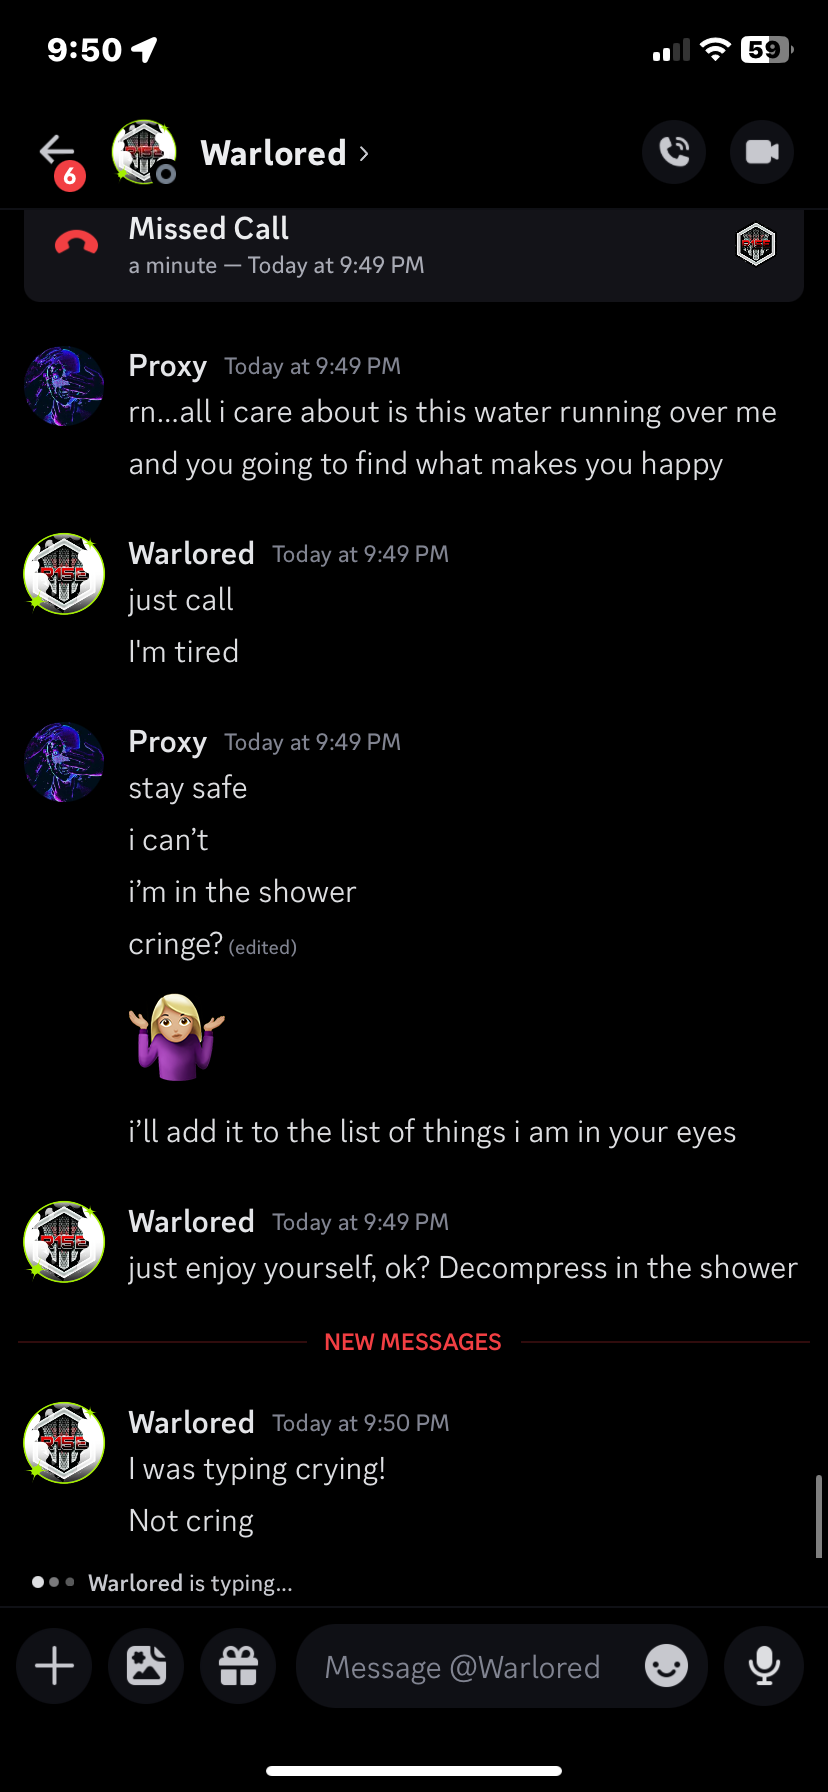 9:50
59
6
Warlored
Missed Call
a minute — Today at 9:49 PM
Proxy Today at 9:49 PM
rn...all i care about is this water running over me
and you going to find what makes you happy
Warlored Today at 9:49 PM
just call
I'm tired
Proxy Today at 9:49 PM
stay safe
i can’t
i’m in the shower
cringe? (edited)
i’ll add it to the list of things i am in your eyes
Warlored Today at 9:49 PM
just enjoy yourself, ok? Decompress in the shower
NEW MESSAGES
Warlored Today at 9:50 PM
I was typing crying!
Not cring
Warlored is typing...
Message @Warlored